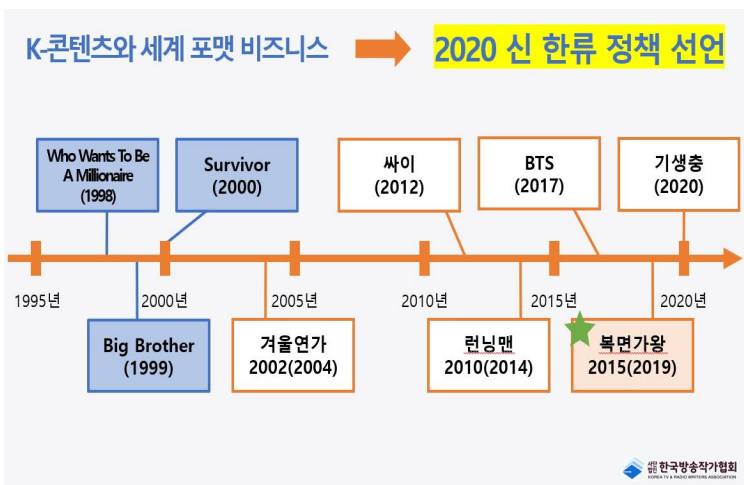 K-콘텐츠와 세계 포맷 비즈니스
2020 신 한류 정책 선언
Who Wants To Be
A Millionaire
(1998)
Survivor
(2000)
싸이
(2012)
BTS
(2017)
기생충
(2020)
1995년
2000년
2005년
2010년
2015년
2020년
Big Brother
(1999)
겨울연가
2002(2004)
런닝맨
2010(2014)
복면가왕
2015(2019)
사단법인 한국방송작가협회
KOREA TV & RADIO WRITERS ASSOCIATION